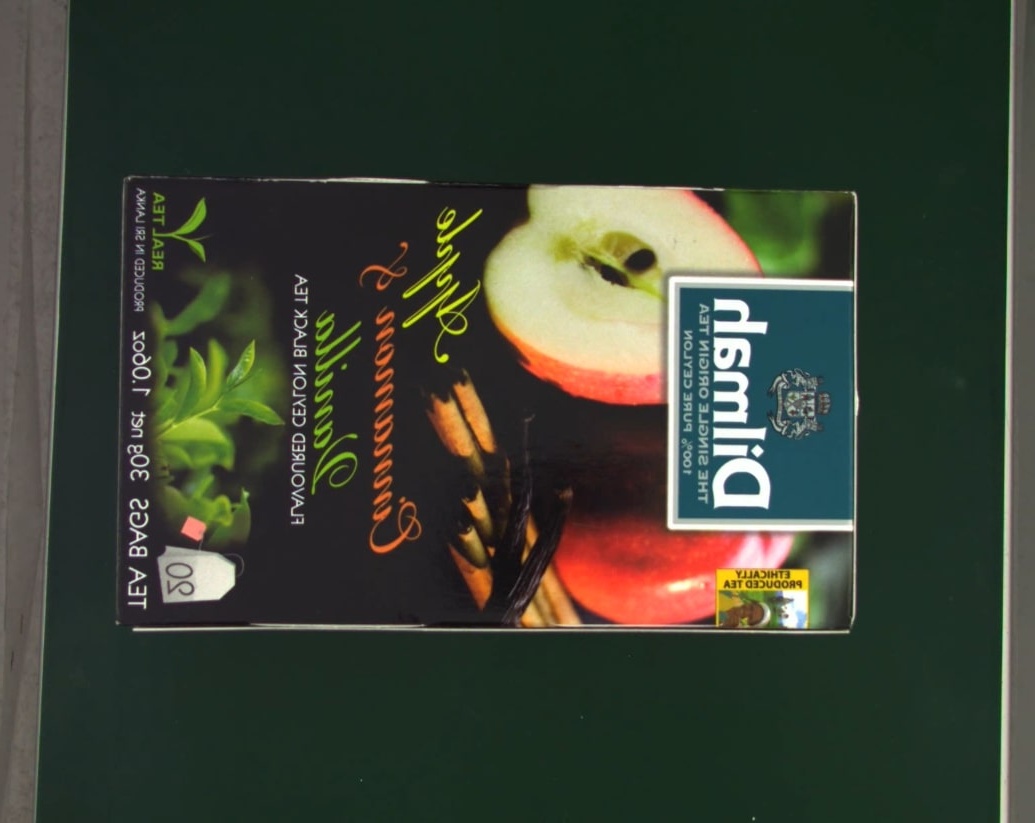 Dilmah
THE SINGLE ORIGIN TEA
100% PURE CEYLON
ETHICALLY
PRODUCED TEA
Apple
Cinnamon &
Vanilla
FLAVOURED CEYLON BLACK TEA
REAL TEA
20
TEA BAGS 30g net 1.06oz PRODUCED IN SRI LANKA